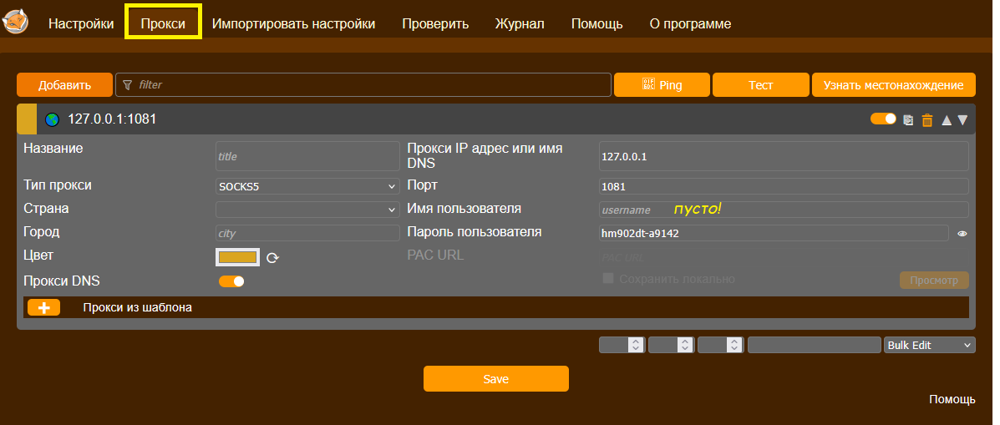 Настройки Прокси Импортировать настройки Проверить Журнал Помощь О программе
Добавить filter Ping Тест Узнать местонахождение
127.0.0.1:1081
Название title Прокси IP адрес или имя
DNS 127.0.0.1
Тип прокси SOCKS5 Порт 1081
Страна Имя пользователя username пусто!
Город city Пароль пользователя hm902dt-a9142
Цвет PAC URL PAC URL
Прокси DNS Сохранить локально Просмотр
Прокси из шаблона
Bulk Edit
Save
Помощь